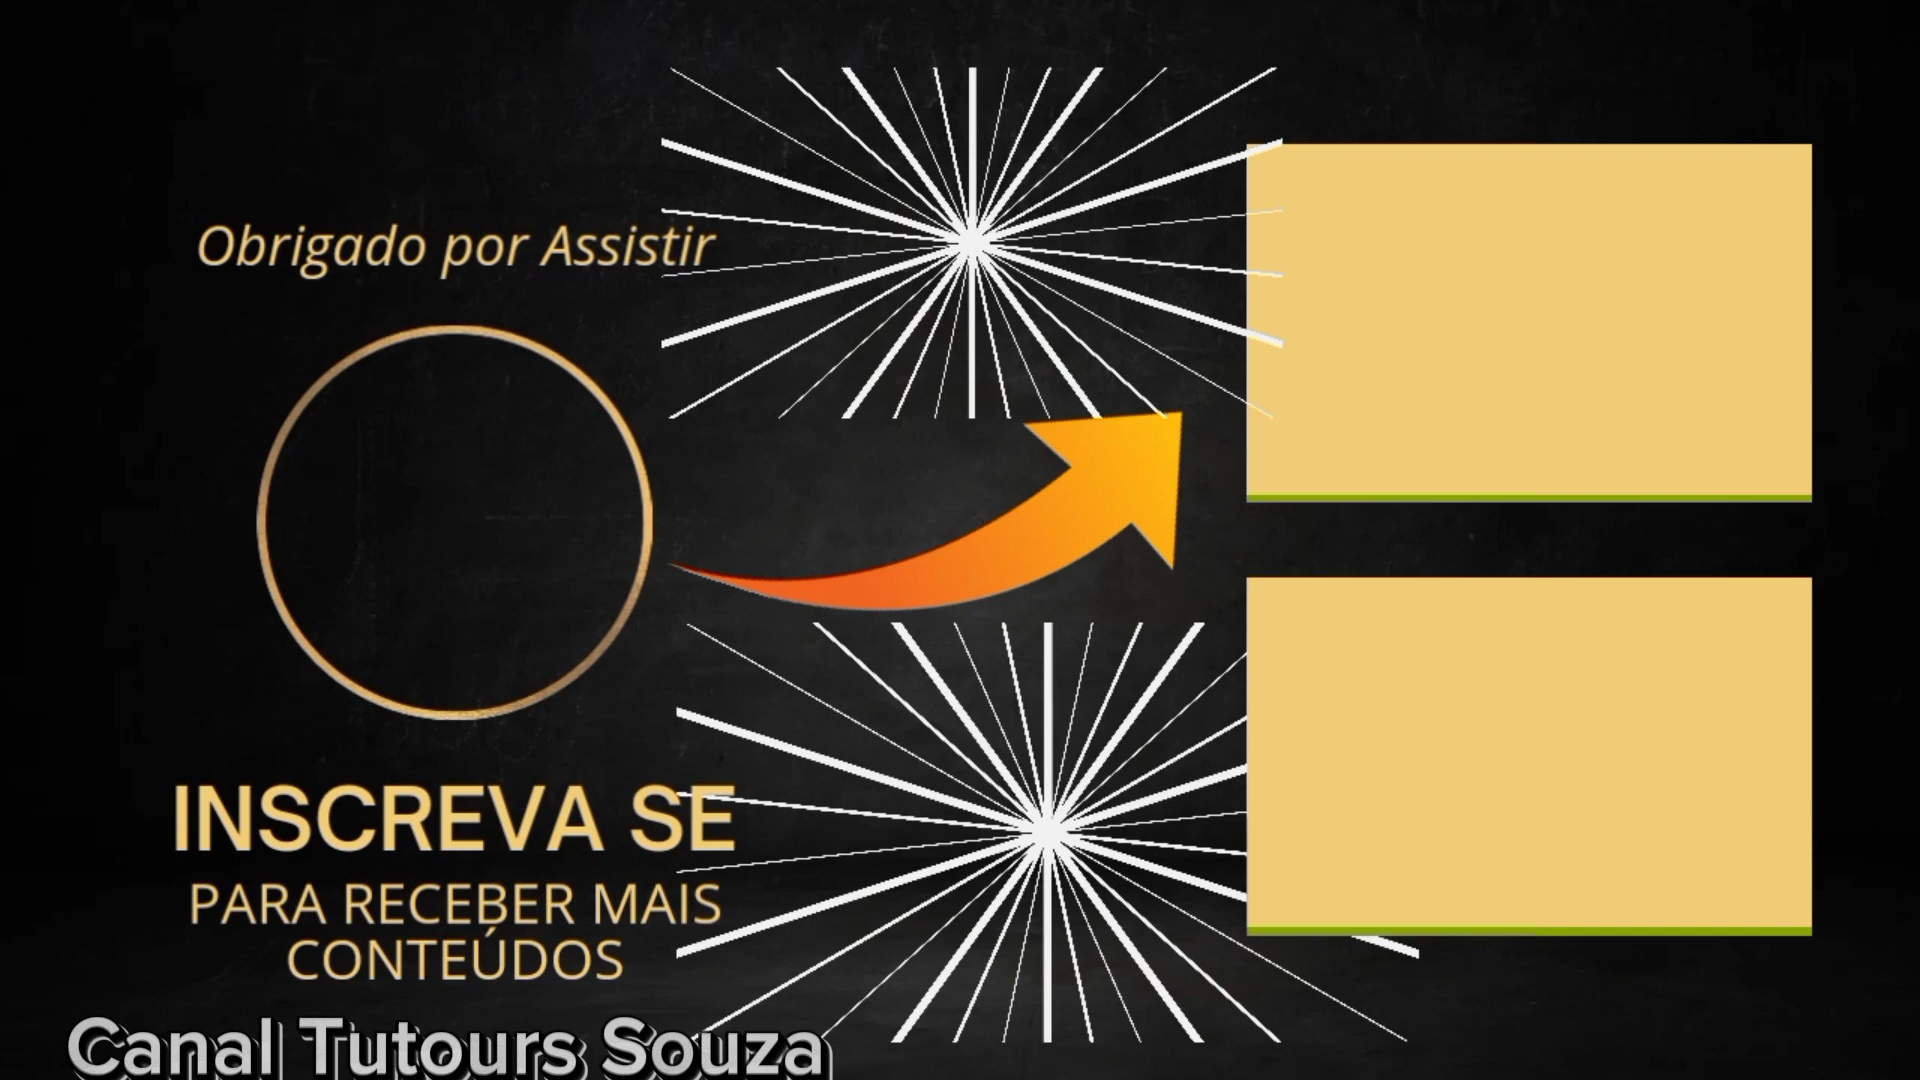 Obrigado por Assistir
INSCREVA SE
PARA RECEBER MAIS
CONTEÚDOS
Canal Tutours Souza